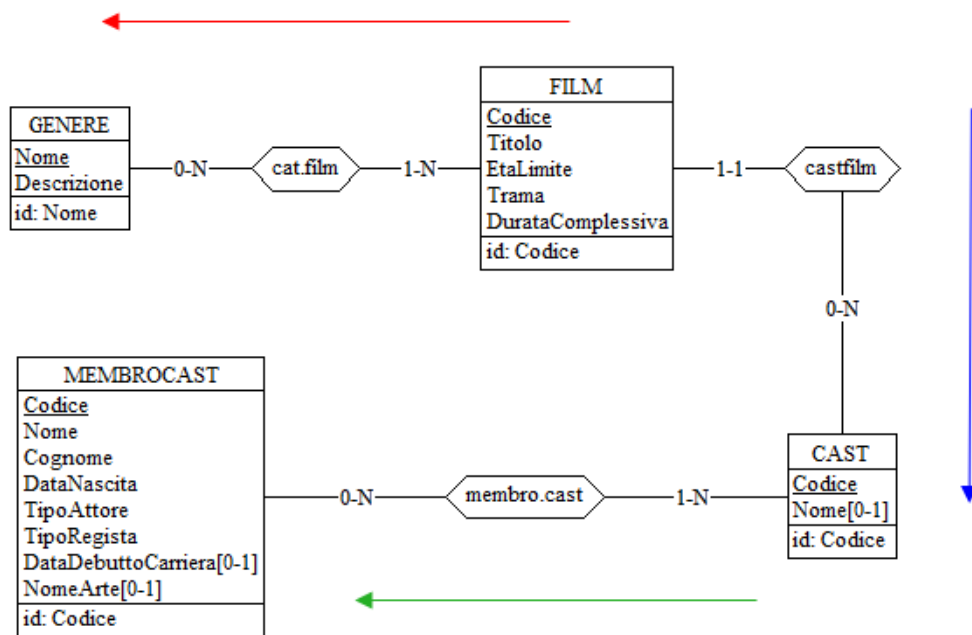 GENERE
Nome
Descrizione
id: Nome
0-N
cat.film
1-N
FILM
Codice
Titolo
EtaLimite
Trama
DurataComplessiva
id: Codice
1-1
castfilm
0-N
MEMBROCAST
Codice
Nome
Cognome
DataNascita
TipoAttore
TipoRegista
DataDebuttoCarriera[0-1]
NomeArte[0-1]
id: Codice
0-N
membro.cast
1-N
CAST
Codice
Nome[0-1]
id: Codice